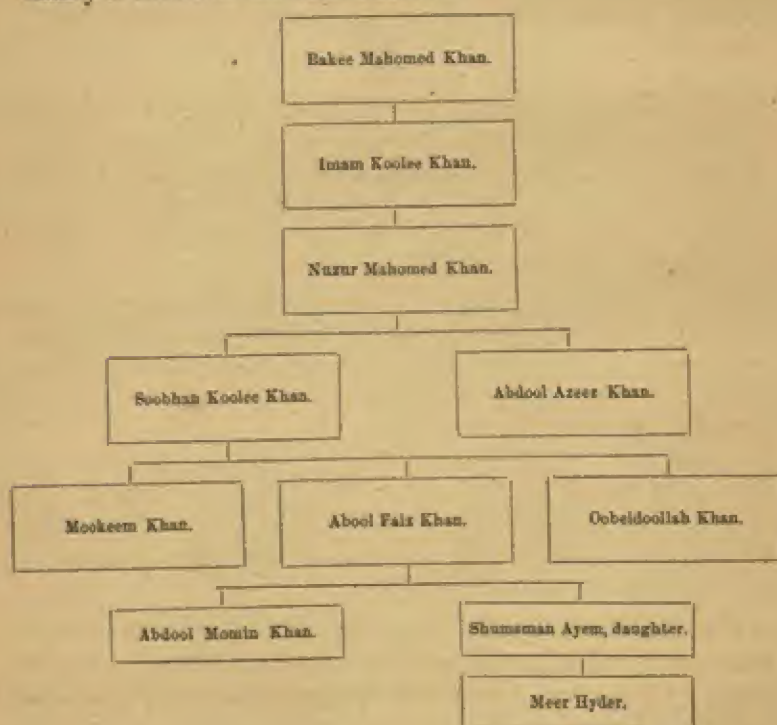 Bakee Mahomed Khan.
Imam Koolee Khan.
Nuzur Mahomed Khan.
Soobhan Koolee Khan.
Abdool Azeez Khan.
Mookeem Khan.
Abool Faiz Khan.
Oobeidoollah Khan.
Abdool Momin Khan.
Shumsman Ayem, daughter.
Meer Hyder.